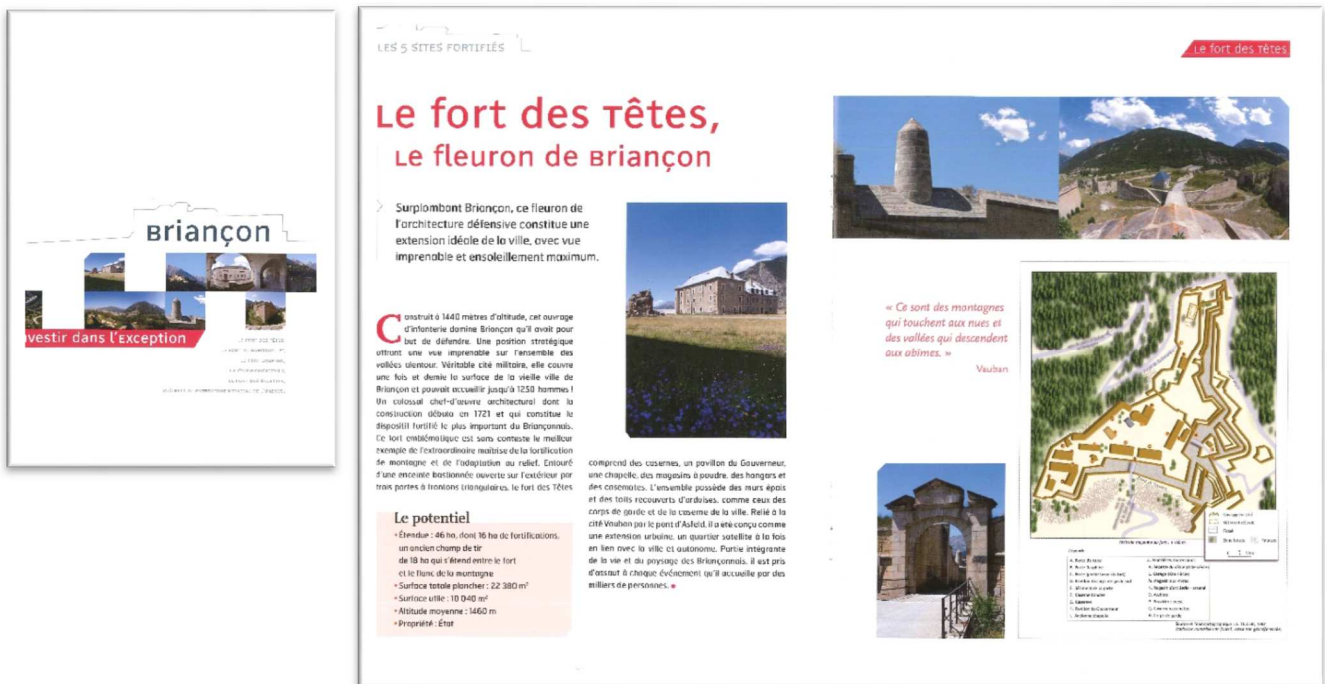 Briançon
vestir dans l'Exception
LE FORT DES TÊTES,
LES 5 SITES FORTIFIÉS
Le fort des Têtes
Le fort des Têtes,
Le fleuron de Briançon
Surplombant Briançon, ce fleuron de
l'architecture défensive constitue une
extension idéale de la ville, avec vue
imprenable et ensoleillement maximum.
Construit à 1440 mètres d'altitude, cet ouvrage
d'infanterie domine Briançon qu'il avait pour
but de défendre. Une position stratégique
offrant une vue imprenable sur l'ensemble des
vallées alentour. Véritable cité militaire, elle couvre
une fois et demie la surface de la vieille ville de
Briançon et pouvait accueillir jusqu'à 1250 hommes !
Un colossal chef-d'œuvre architectural dont la
construction débuta en 1721 et qui constitue le
dispositif fortifié le plus important du Briançonnais.
Ce fort emblématique est sans conteste le meilleur
exemple de l'extraordinaire maîtrise de la fortification
de montagne et de l'adaptation au relief. Entouré
d'une enceinte bastionnée ouverte sur l'extérieur par
trois portes à frontons triangulaires, le fort des Têtes
Le potentiel
• Étendue : 46 ha, dont 16 ha de fortifications,
un ancien champ de tir
de 18 ha qui s'étend entre le fort
et le flanc de la montagne
• Surface totale plancher : 22 380 m²
• Surface utile : 10 040 m²
• Altitude moyenne : 1460 m
• Propriété : État
comprend des casernes, un pavillon du Gouverneur,
une chapelle, des magasins à poudre, des hangars et
des casemates. L'ensemble possède des murs épais
et des toits recouverts d'ardoises, comme ceux des
corps de garde et de la caserne de la ville. Relié à la
cité Vauban par le pont d'Asfeld, il a été conçu comme
une extension urbaine, un quartier satellite à la fois
en lien avec la ville et autonome. Partie intégrante
de la vie et du paysage des Briançonnais, il est pris
d'assaut à chaque événement qu'il accueille par des
milliers de personnes.
« Ce sont des montagnes
qui touchent aux nues et
des vallées qui descendent
aux abîmes. »
Vauban